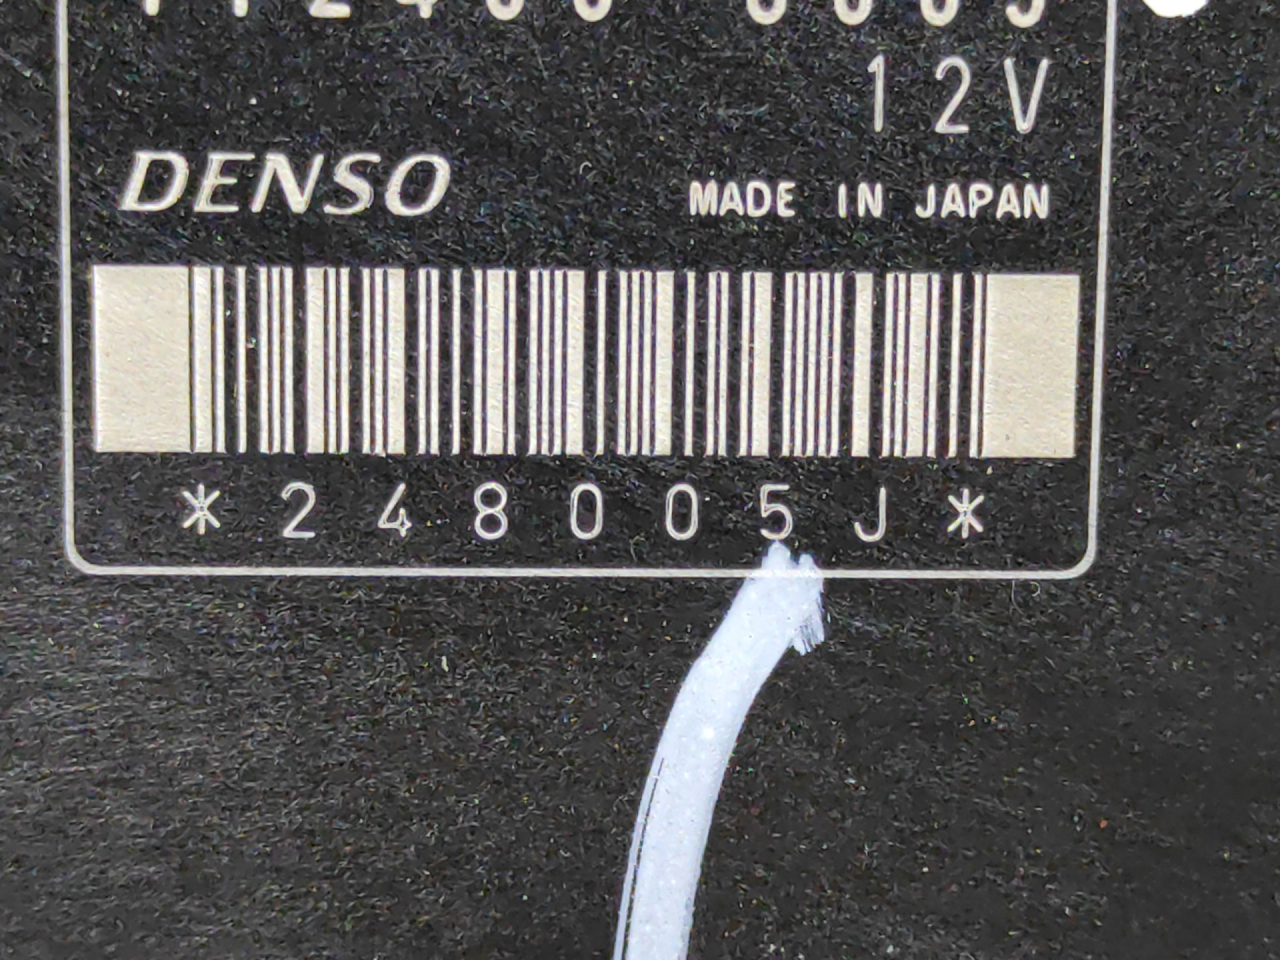 12V
DENSO MADE IN JAPAN
*248005J*